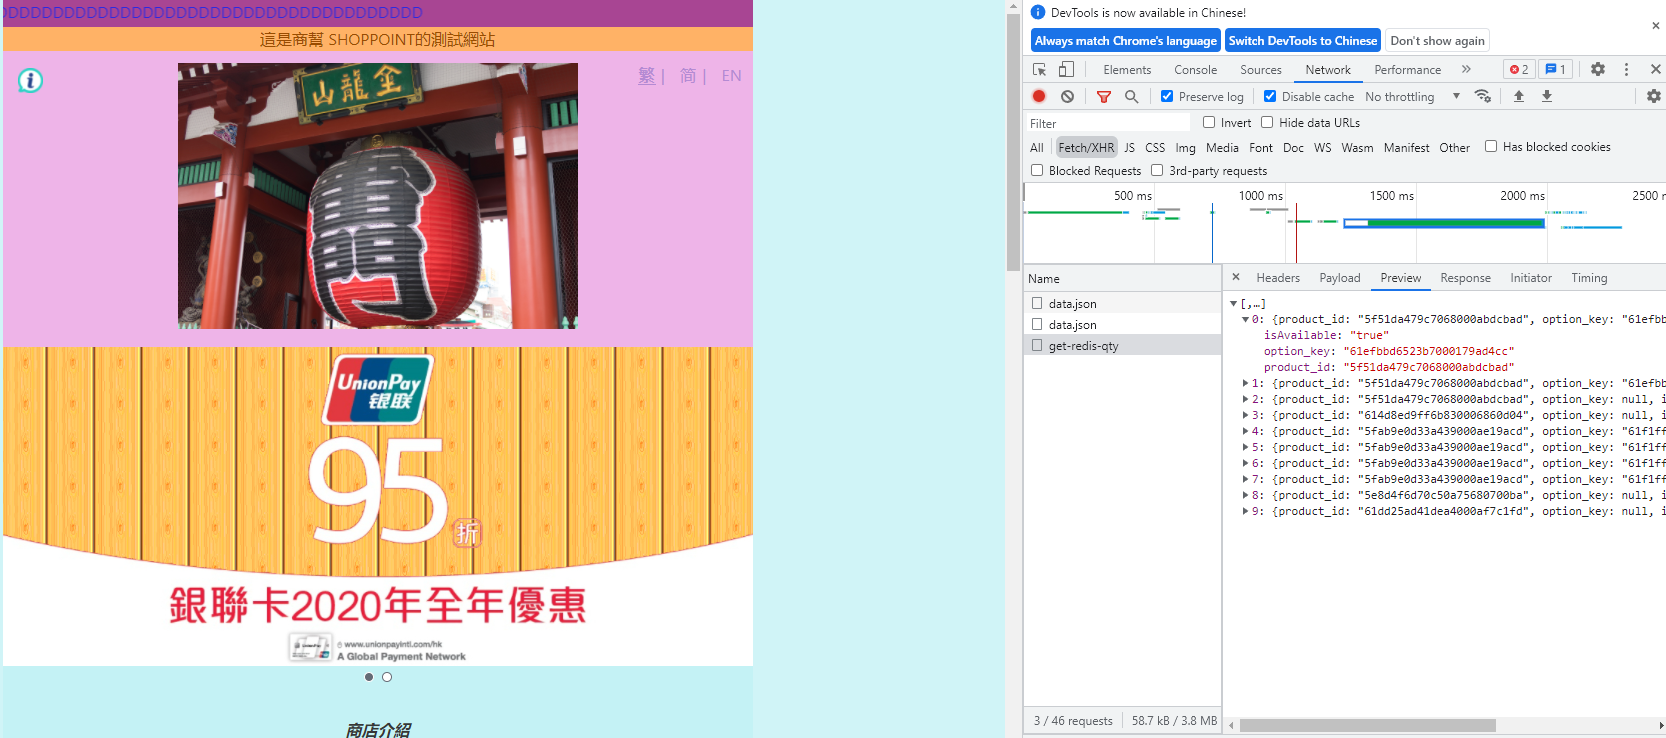 DDDDDDDDDDDDDDDDDDDDDDDDDDDDDDDDDDDDDD
這是商幫 SHOPPOINT的測試網站
繁 | 简 | EN
金龍山
UnionPay
银联
95
折
銀聯卡2020年全年優惠
www.unionpayintl.com/hk
A Global Payment Network
商店介紹
DevTools is now available in Chinese!
Always match Chrome's language
Switch DevTools to Chinese
Don't show again
Elements Console Sources Network Performance » 2 1
Preserve log Disable cache No throttling
Filter Invert Hide data URLs
All Fetch/XHR JS CSS Img Media Font Doc WS Wasm Manifest Other Has blocked cookies
Blocked Requests 3rd-party requests
500 ms 1000 ms 1500 ms 2000 ms 2500 m
Name
data.json
data.json
get-redis-qty
3 / 46 requests 58.7 kB / 3.8 MB
Headers Payload Preview Response Initiator Timing
[,…]
0: {product_id: "5f51da479c7068000abdcbad", option_key: "61efbb
isAvailable: "true"
option_key: "61efbbd6523b7000179ad4cc"
product_id: "5f51da479c7068000abdcbad"
1: {product_id: "5f51da479c7068000abdcbad", option_key: "61efbb
2: {product_id: "5f51da479c7068000abdcbad", option_key: null, i
3: {product_id: "614d8ed9ff6b830006860d04", option_key: null, i
4: {product_id: "5fab9e0d33a439000ae19acd", option_key: "61f1ff
5: {product_id: "5fab9e0d33a439000ae19acd", option_key: "61f1ff
6: {product_id: "5fab9e0d33a439000ae19acd", option_key: "61f1ff
7: {product_id: "5fab9e0d33a439000ae19acd", option_key: "61f1ff
8: {product_id: "5e8d4f6d70c50a75680700ba", option_key: null, i
9: {product_id: "61dd25ad41dea4000af7c1fd", option_key: null, i